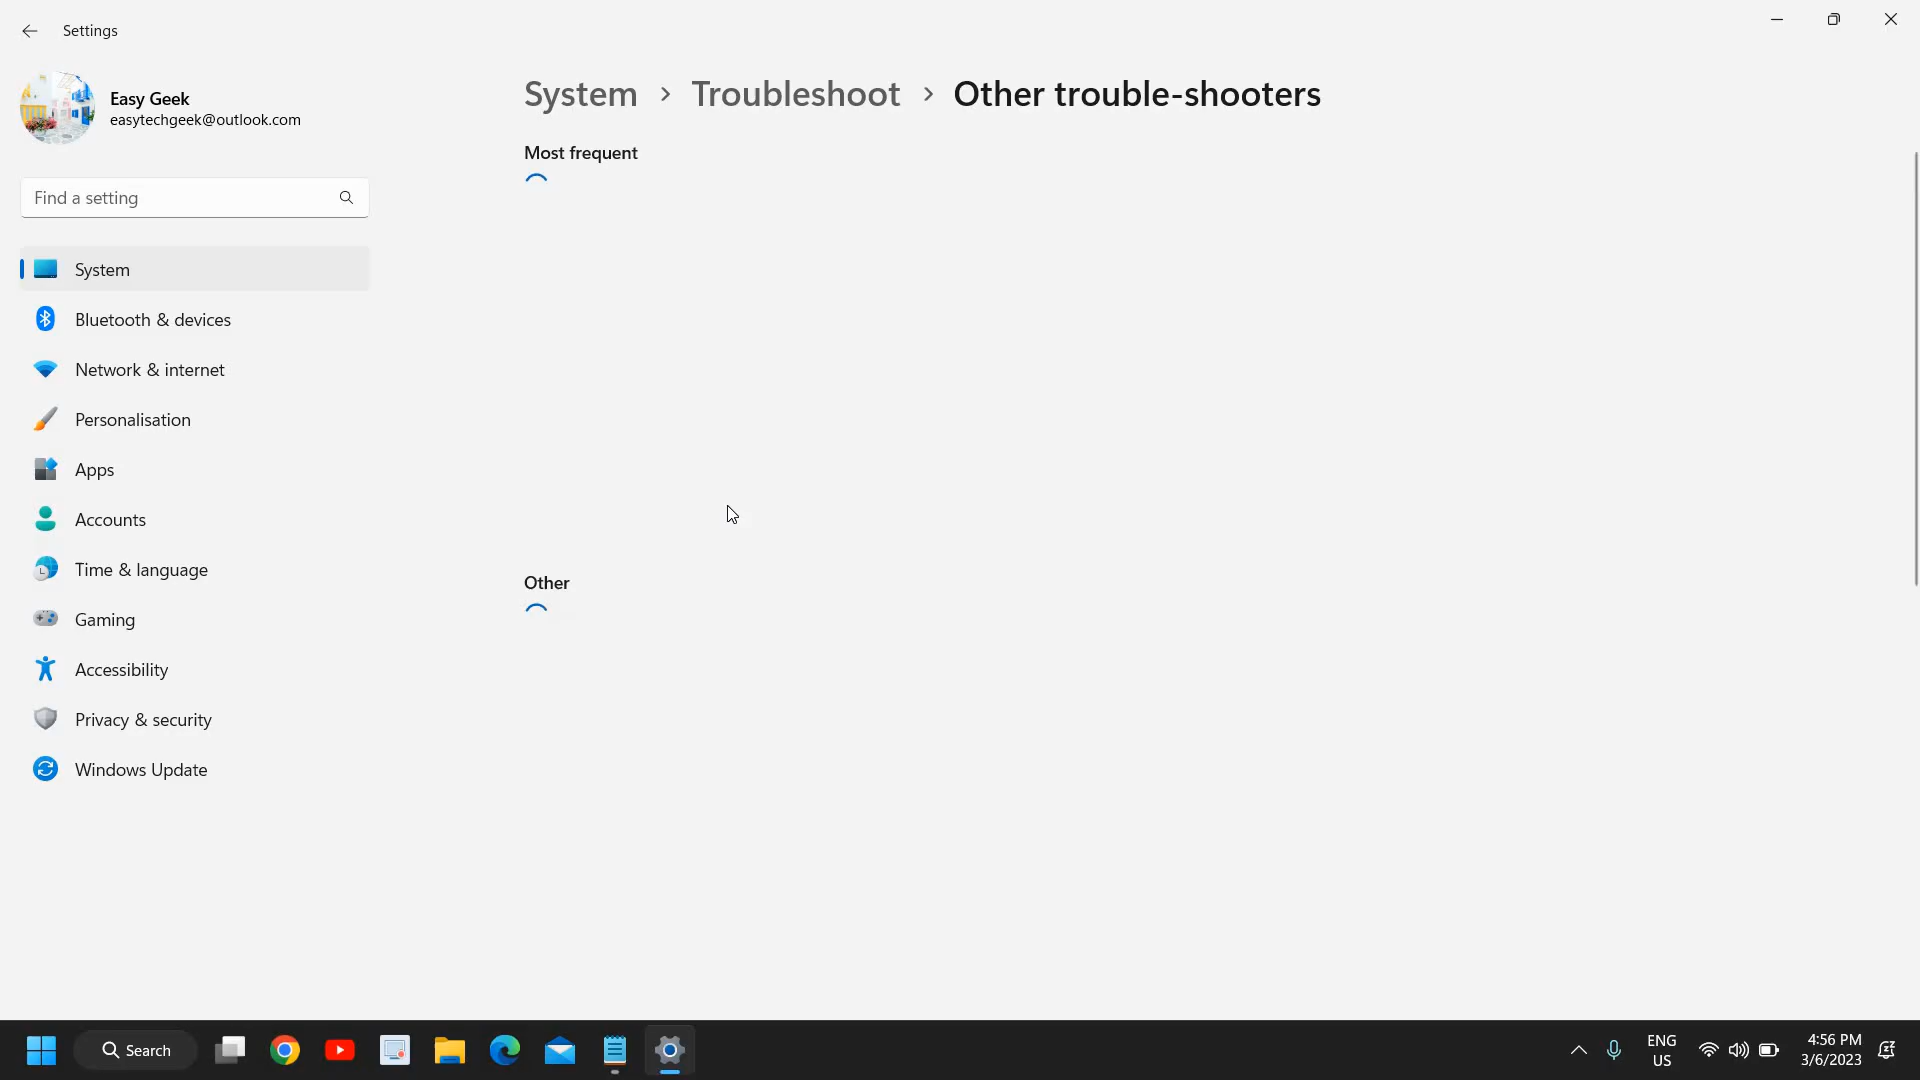 Settings
Easy Geek
easytechgeek@outlook.com
Find a setting
System
Bluetooth & devices
Network & internet
Personalisation
Apps
Accounts
Time & language
Gaming
Accessibility
Privacy & security
Windows Update
System > Troubleshoot > Other trouble-shooters
Most frequent
Other
Search
ENG
US
4:56 PM
3/6/2023